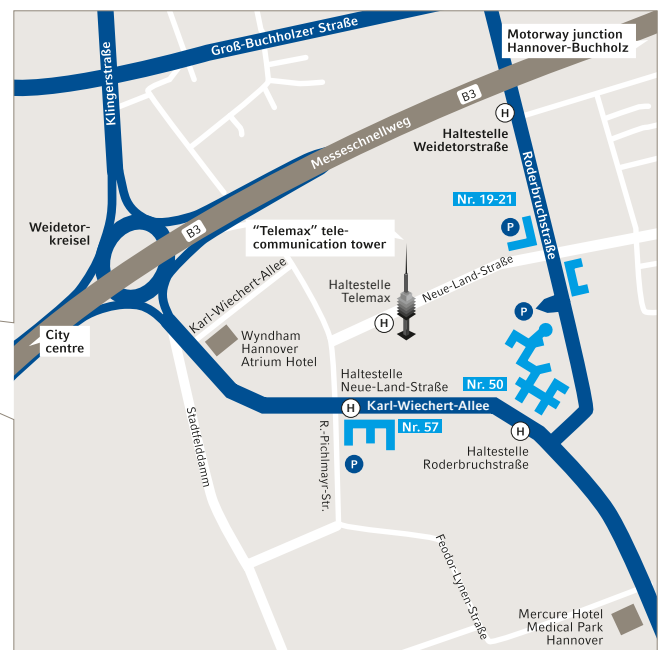 Groß-Buchholzer Straße
Motorway junction
Hannover-Buchholz
Klingerstraße
B3
Haltestelle
Weidetorstraße
H
Messeschnellweg
Roderbruchstraße
Nr. 19-21
P
Weidetor-
kreisel
B3
"Telemax" tele-
communication tower
Karl-Wiechert-Allee
Neue-Land-Straße
Haltestelle
Telemax
H
P
City
centre
Wyndham
Hannover
Atrium Hotel
Haltestelle
Neue-Land-Straße
Nr. 50
H
Karl-Wiechert-Allee
Nr. 57
H
Haltestelle
Roderbruchstraße
P
Stadtfelddamm
R.-Pichlmayr-Str.
Feodor-Lynen-Straße
Mercure Hotel
Medical Park
Hannover